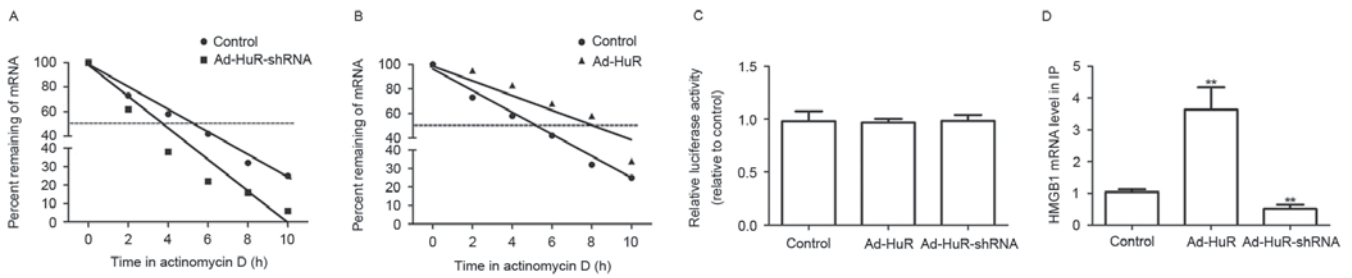 A
Control
Ad-HuR-shRNA
Percent remaining of mRNA
100
80
60
40
40
30
20
10
0
0 2 4 6 8 10
Time in actinomycin D (h)
B
Control
Ad-HuR
Percent remaining of mRNA
100
80
60
40
40
30
20
10
0
0 2 4 6 8 10
Time in actinomycin D (h)
C
Relative luciferase activity
(relative to control)
1.5
1.0
0.5
0.0
Control Ad-HuR Ad-HuR-shRNA
D
HMGB1 mRNA level in IP
5
4
3
2
1
0
**
**
Control Ad-HuR Ad-HuR-shRNA